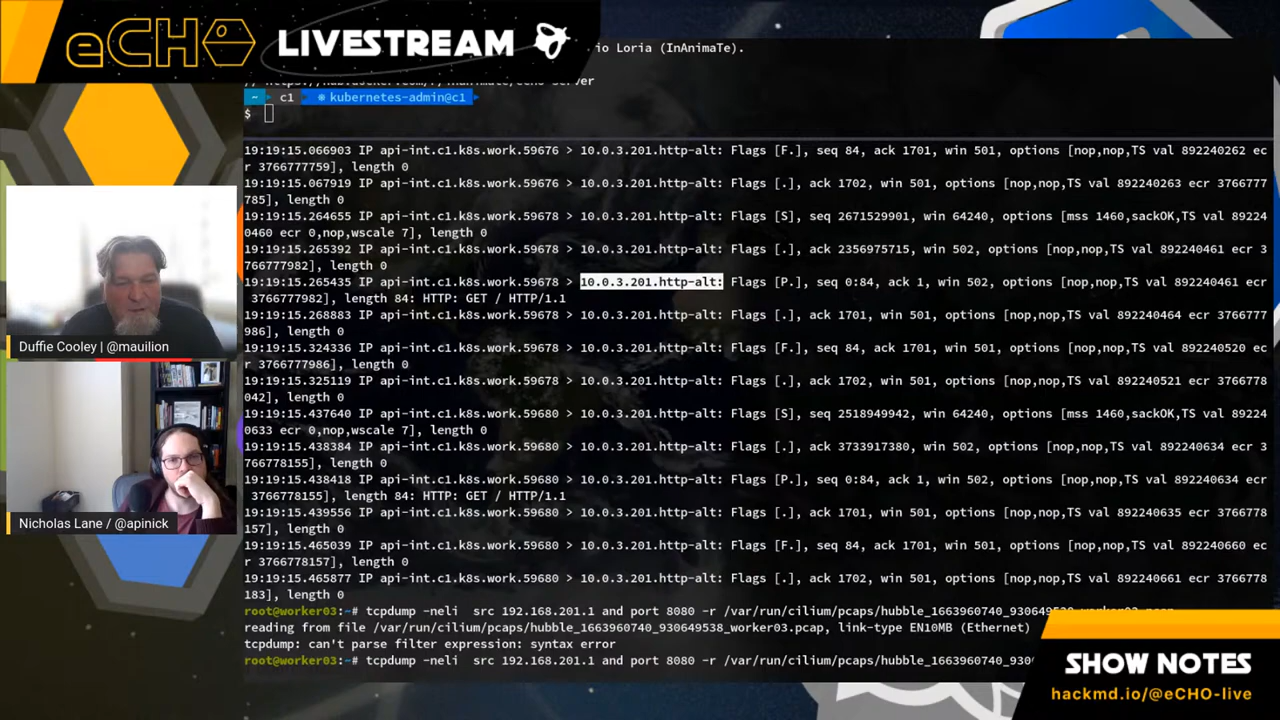 eCHO LIVESTREAM
io Loria (InAnimaTe).
~ c1 ⎈ kubernetes-admin@c1
$
19:19:15.066903 IP api-int.c1.k8s.work.59676 > 10.0.3.201.http-alt: Flags [F.], seq 84, ack 1701, win 501, options [nop,nop,TS val 892240262 ec
r 3766777759], length 0
19:19:15.067919 IP api-int.c1.k8s.work.59676 > 10.0.3.201.http-alt: Flags [.], ack 1702, win 501, options [nop,nop,TS val 892240263 ecr 3766777
785], length 0
19:19:15.264655 IP api-int.c1.k8s.work.59678 > 10.0.3.201.http-alt: Flags [S], seq 2671529901, win 64240, options [mss 1460,sackOK,TS val 89224
0460 ecr 0,nop,wscale 7], length 0
19:19:15.265392 IP api-int.c1.k8s.work.59678 > 10.0.3.201.http-alt: Flags [.], ack 2356975715, win 502, options [nop,nop,TS val 892240461 ecr 3
766777982], length 0
19:19:15.265435 IP api-int.c1.k8s.work.59678 > 10.0.3.201.http-alt: Flags [P.], seq 0:84, ack 1, win 502, options [nop,nop,TS val 892240461 ecr
3766777982], length 84: HTTP: GET / HTTP/1.1
19:19:15.268883 IP api-int.c1.k8s.work.59678 > 10.0.3.201.http-alt: Flags [.], ack 1701, win 501, options [nop,nop,TS val 892240464 ecr 3766777
986], length 0
19:19:15.324336 IP api-int.c1.k8s.work.59678 > 10.0.3.201.http-alt: Flags [F.], seq 84, ack 1701, win 501, options [nop,nop,TS val 892240520 ec
r 3766777986], length 0
19:19:15.325119 IP api-int.c1.k8s.work.59678 > 10.0.3.201.http-alt: Flags [.], ack 1702, win 501, options [nop,nop,TS val 892240521 ecr 3766778
042], length 0
19:19:15.437640 IP api-int.c1.k8s.work.59680 > 10.0.3.201.http-alt: Flags [S], seq 2518949942, win 64240, options [mss 1460,sackOK,TS val 89224
0633 ecr 0,nop,wscale 7], length 0
19:19:15.438384 IP api-int.c1.k8s.work.59680 > 10.0.3.201.http-alt: Flags [.], ack 3733917380, win 502, options [nop,nop,TS val 892240634 ecr 3
766778155], length 0
19:19:15.438418 IP api-int.c1.k8s.work.59680 > 10.0.3.201.http-alt: Flags [P.], seq 0:84, ack 1, win 502, options [nop,nop,TS val 892240634 ecr
3766778155], length 84: HTTP: GET / HTTP/1.1
19:19:15.439556 IP api-int.c1.k8s.work.59680 > 10.0.3.201.http-alt: Flags [.], ack 1701, win 501, options [nop,nop,TS val 892240635 ecr 3766778
157], length 0
19:19:15.465039 IP api-int.c1.k8s.work.59680 > 10.0.3.201.http-alt: Flags [F.], seq 84, ack 1701, win 501, options [nop,nop,TS val 892240660 ec
r 3766778157], length 0
19:19:15.465877 IP api-int.c1.k8s.work.59680 > 10.0.3.201.http-alt: Flags [.], ack 1702, win 501, options [nop,nop,TS val 892240661 ecr 3766778
183], length 0
root@worker03:~# tcpdump -neli  src 192.168.201.1 and port 8080 -r /var/run/cilium/pcaps/hubble_1663960740_930649538_worker03.pcap
reading from file /var/run/cilium/pcaps/hubble_1663960740_930649538_worker03.pcap, link-type EN10MB (Ethernet)
tcpdump: can't parse filter expression: syntax error
root@worker03:~# tcpdump -neli  src 192.168.201.1 and port 8080 -r /var/run/cilium/pcaps/hubble_1663960740_930
Duffie Cooley | @mauilion
Nicholas Lane / @apinick
SHOW NOTES
hackmd.io/@eCHO-live